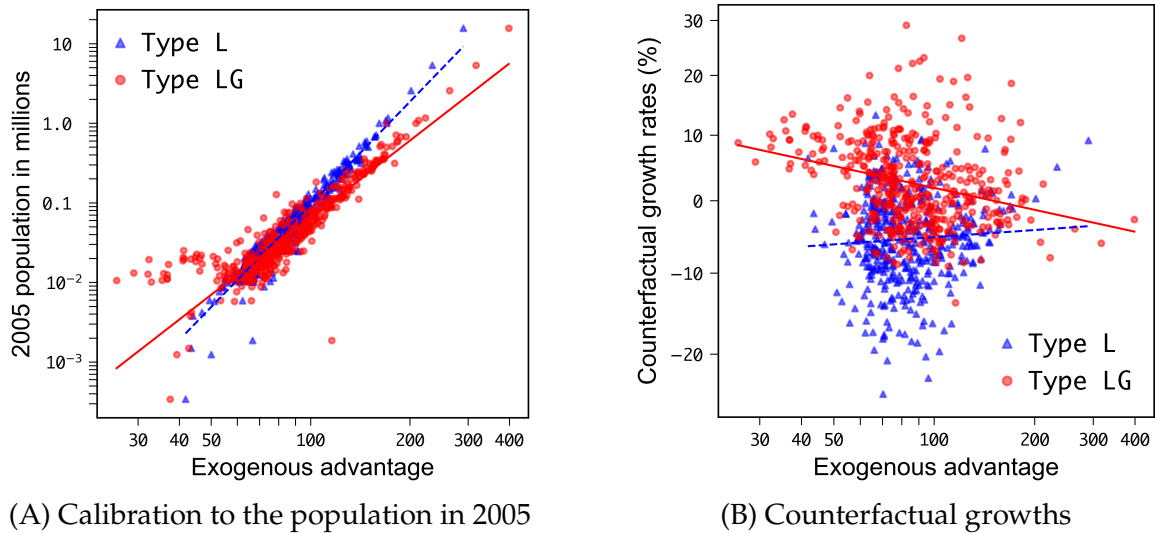 2005 population in millions
10
1.0
0.1
10⁻²
10⁻³
Type L
Type LG
30 40 50 100 200 300 400
Exogenous advantage
(A) Calibration to the population in 2005
Counterfactual growth rates (%)
30
20
10
0
−10
−20
Type L
Type LG
30 40 50 100 200 300 400
Exogenous advantage
(B) Counterfactual growths